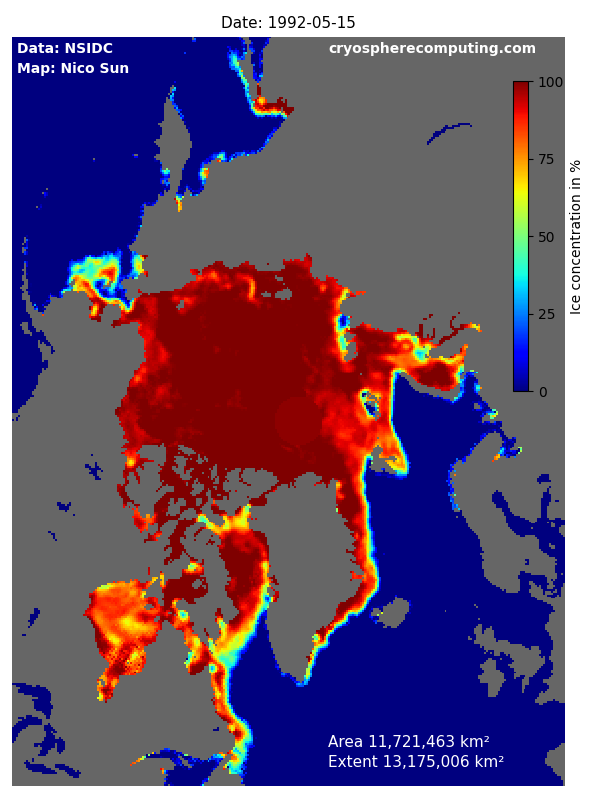 Date: 1992-05-15
Data: NSIDC
Map: Nico Sun
cryospherecomputing.com
100
75
50
25
0
Ice concentration in %
Area 11,721,463 km²
Extent 13,175,006 km²